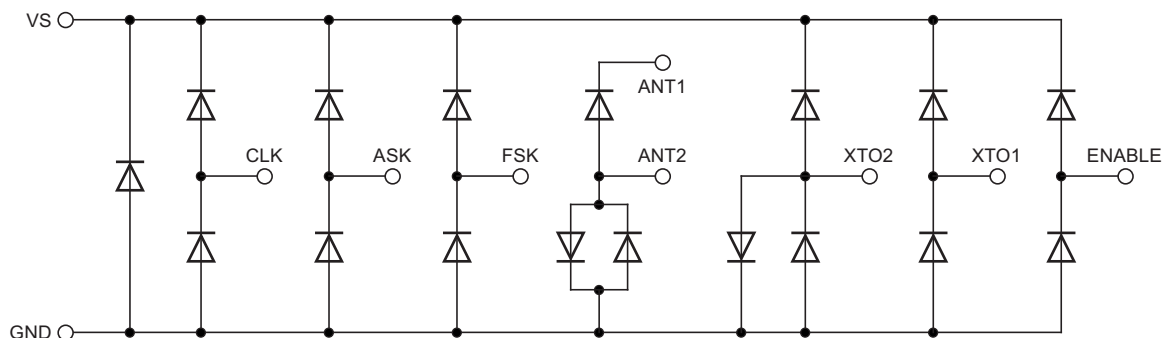 VS
ANT1
CLK
ASK
FSK
ANT2
XTO2
XTO1
ENABLE
GND